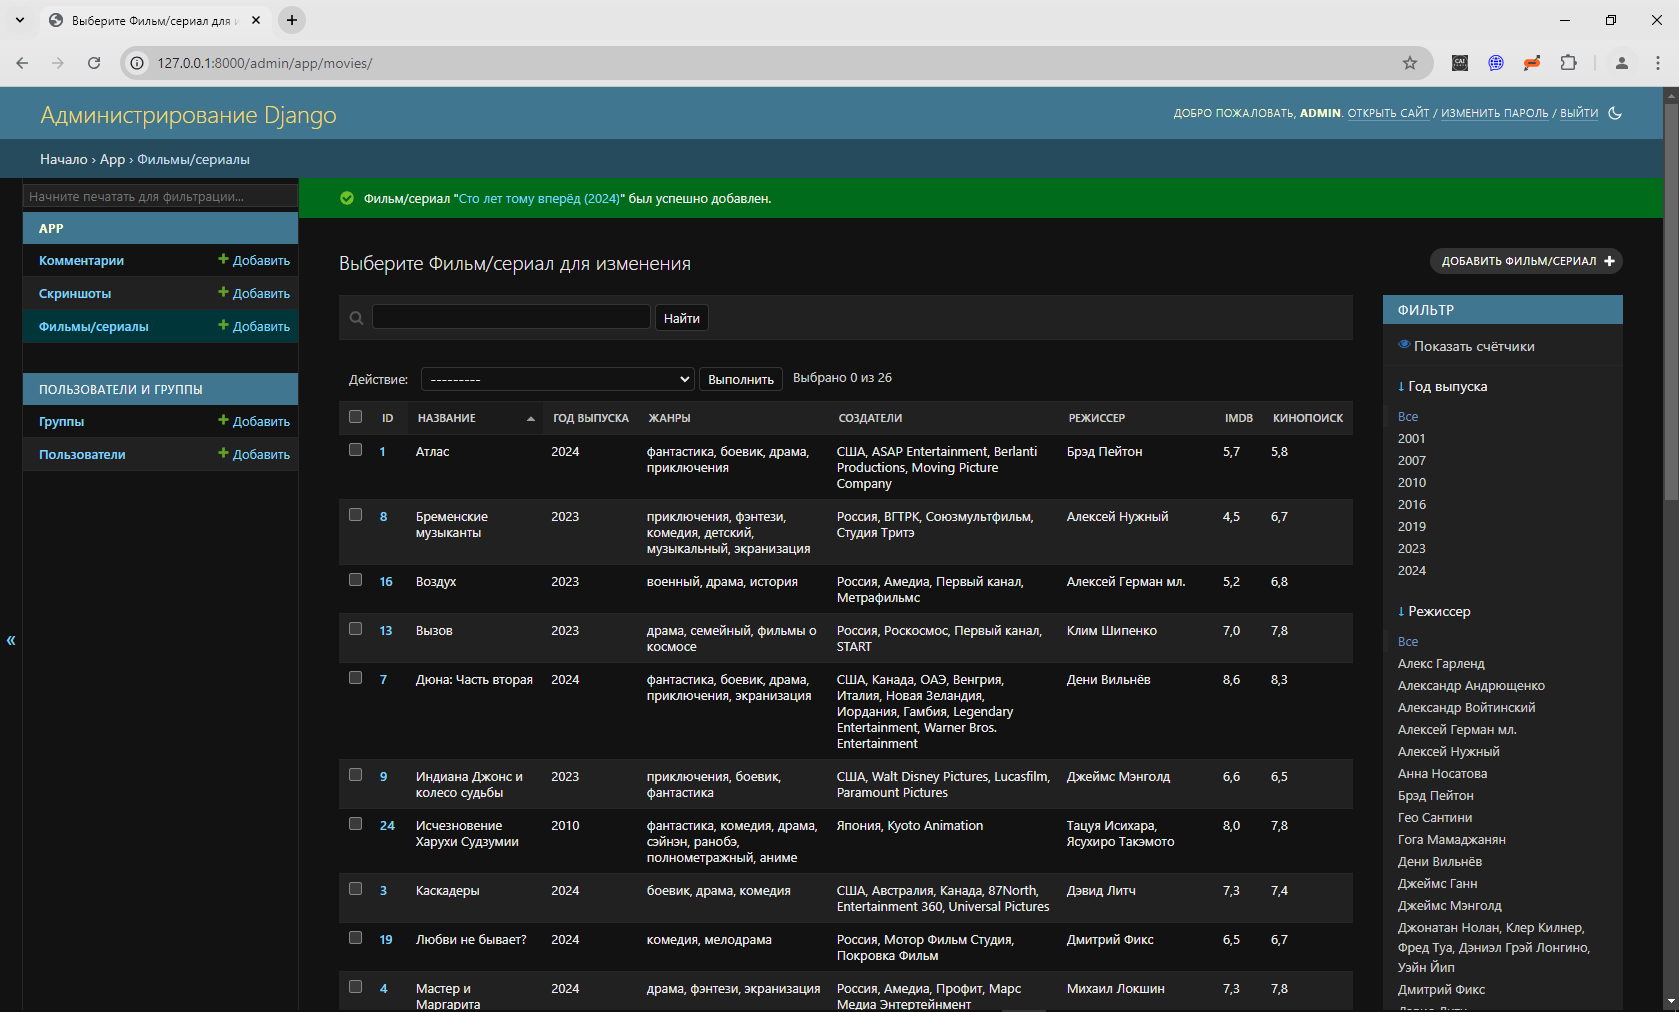 Выберите Фильм/сериал для и
127.0.0.1:8000/admin/app/movies/
Администрирование Django
ДОБРО ПОЖАЛОВАТЬ, ADMIN. ОТКРЫТЬ САЙТ / ИЗМЕНИТЬ ПАРОЛЬ / ВЫЙТИ
Начало › App › Фильмы/сериалы
Начните печатать для фильтрации...
APP
Комментарии + Добавить
Скриншоты + Добавить
Фильмы/сериалы + Добавить
ПОЛЬЗОВАТЕЛИ И ГРУППЫ
Группы + Добавить
Пользователи + Добавить
«
Фильм/сериал "Сто лет тому вперёд (2024)" был успешно добавлен.
Выберите Фильм/сериал для изменения
ДОБАВИТЬ ФИЛЬМ/СЕРИАЛ +
Найти
Действие: --------- Выполнить Выбрано 0 из 26
ID НАЗВАНИЕ ГОД ВЫПУСКА ЖАНРЫ СОЗДАТЕЛИ РЕЖИССЕР IMDB КИНОПОИСК
1 Атлас 2024 фантастика, боевик, драма, США, ASAP Entertainment, Berlanti Брэд Пейтон 5,7 5,8
приключения Productions, Moving Picture
Company
8 Бременские 2023 приключения, фэнтези, Россия, ВГТРК, Союзмультфильм, Алексей Нужный 4,5 6,7
музыканты комедия, детский, Студия Тритэ
музыкальный, экранизация
16 Воздух 2023 военный, драма, история Россия, Амедиа, Первый канал, Алексей Герман мл. 5,2 6,8
Метрафильмс
13 Вызов 2023 драма, семейный, фильмы о Россия, Роскосмос, Первый канал, Клим Шипенко 7,0 7,8
космосе START
7 Дюна: Часть вторая 2024 фантастика, боевик, драма, США, Канада, ОАЭ, Венгрия, Дени Вильнёв 8,6 8,3
приключения, экранизация Италия, Новая Зеландия,
Иордания, Гамбия, Legendary
Entertainment, Warner Bros.
Entertainment
9 Индиана Джонс и 2023 приключения, боевик, США, Walt Disney Pictures, Lucasfilm, Джеймс Мэнголд 6,6 6,5
колесо судьбы фантастика Paramount Pictures
24 Исчезновение 2010 фантастика, комедия, драма, Япония, Kyoto Animation Тацуя Исихара, 8,0 7,8
Харухи Судзумии сэйнэн, ранобэ, Ясухиро Такэмото
полнометражный, аниме
3 Каскадеры 2024 боевик, драма, комедия США, Австралия, Канада, 87North, Дэвид Литч 7,3 7,4
Entertainment 360, Universal Pictures
19 Любви не бывает? 2024 комедия, мелодрама Россия, Мотор Фильм Студия, Дмитрий Фикс 6,5 6,7
Покровка Фильм
4 Мастер и 2024 драма, фэнтези, экранизация Россия, Амедиа, Профит, Марс Михаил Локшин 7,3 7,8
Маргарита Медиа Энтертейнмент
ФИЛЬТР
Показать счётчики
↓ Год выпуска
Все
2001
2007
2010
2016
2019
2023
2024
↓ Режиссер
Все
Алекс Гарленд
Александр Андрющенко
Александр Войтинский
Алексей Герман мл.
Алексей Нужный
Анна Носатова
Брэд Пейтон
Гео Сантини
Гога Мамаджанян
Дени Вильнёв
Джеймс Ганн
Джеймс Мэнголд
Джонатан Нолан, Клер Килнер,
Фред Туа, Дэниэл Грэй Лонгино,
Уэйн Йип
Дмитрий Фикс